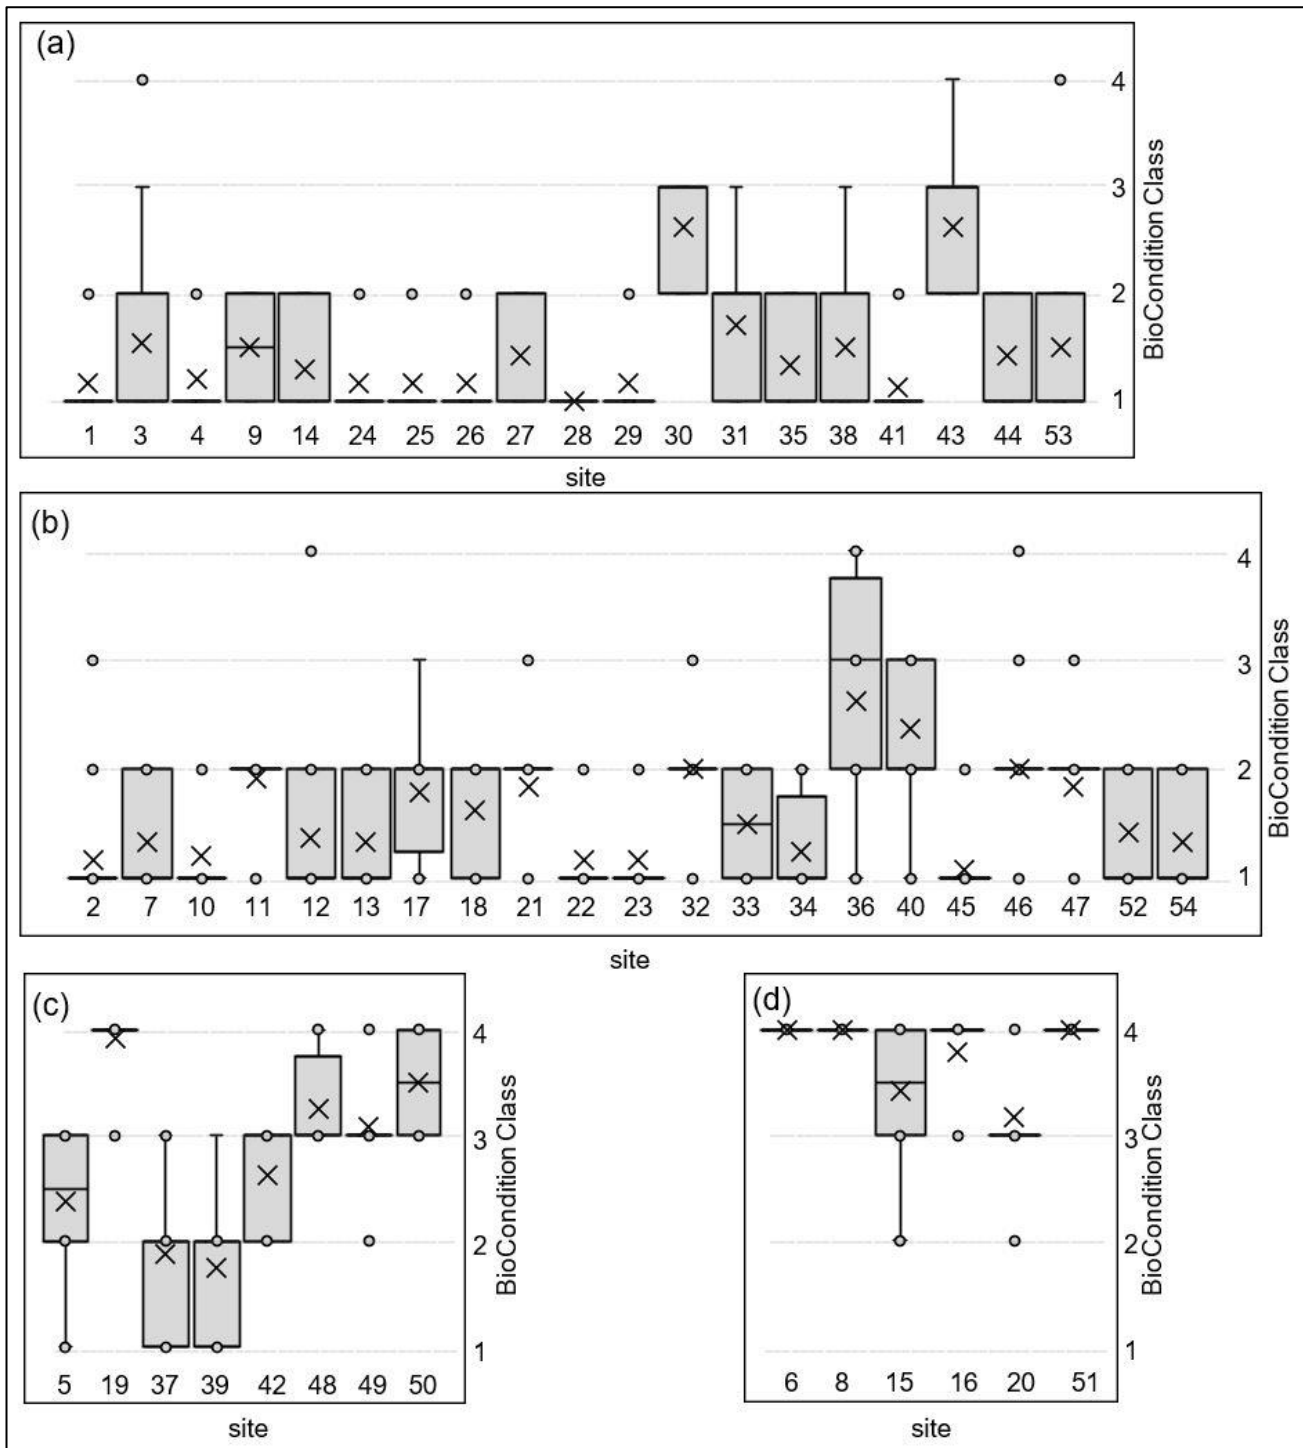 (a)
4
3
2
1
BioCondition Class
1 3 4 9 14 24 25 26 27 28 29 30 31 35 38 41 43 44 53
site
(b)
4
3
2
1
BioCondition Class
2 7 10 11 12 13 17 18 21 22 23 32 33 34 36 40 45 46 47 52 54
site
(c)
4
3
2
1
BioCondition Class
5 19 37 39 42 48 49 50
site
(d)
4
3
2
1
BioCondition Class
6 8 15 16 20 51
site